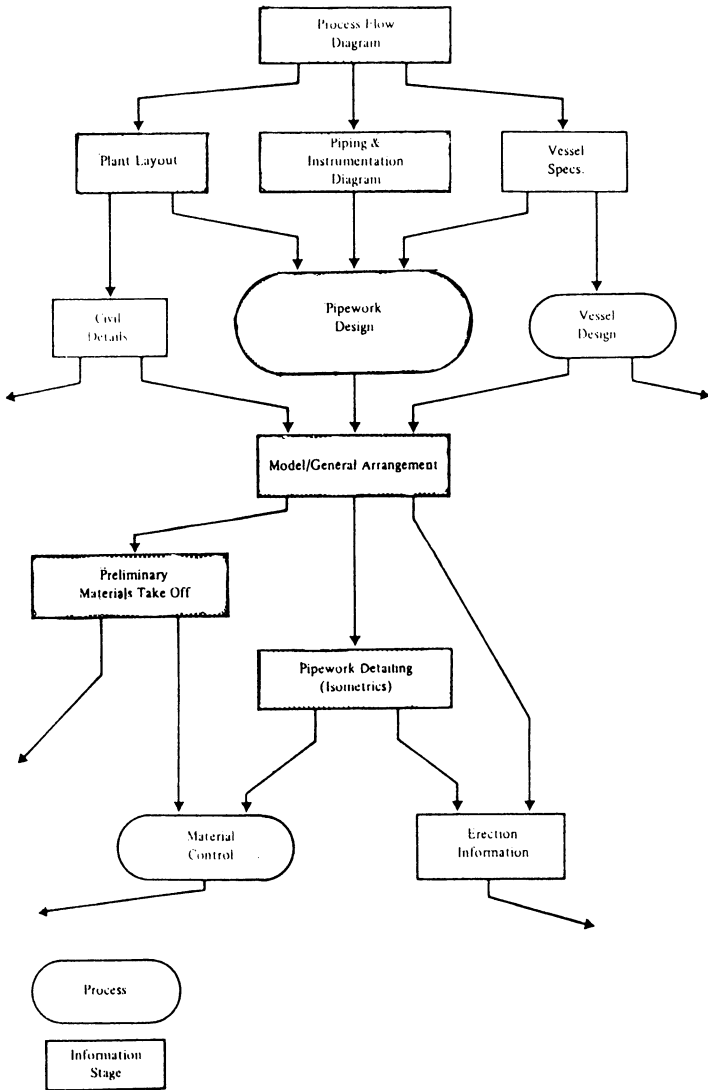 Process Flow
Diagram
Plant Layout
Piping &
Instrumentation
Diagram
Vessel
Specs.
Civil
Details
Pipework
Design
Vessel
Design
Model/General Arrangement
Preliminary
Materials Take Off
Pipework Detailing
(Isometrics)
Material
Control
Erection
Information
Process
Information
Stage